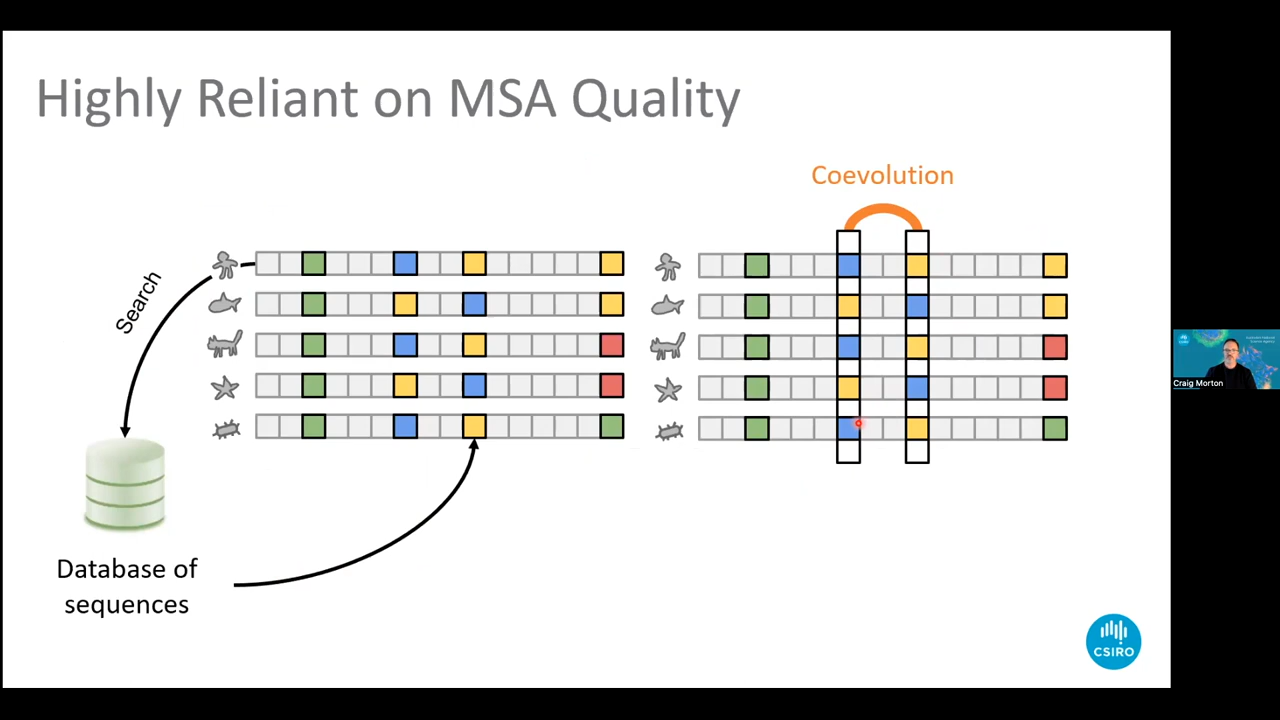 Highly Reliant on MSA Quality
Coevolution
Search
Database of
sequences
CSIRO
Craig Morton